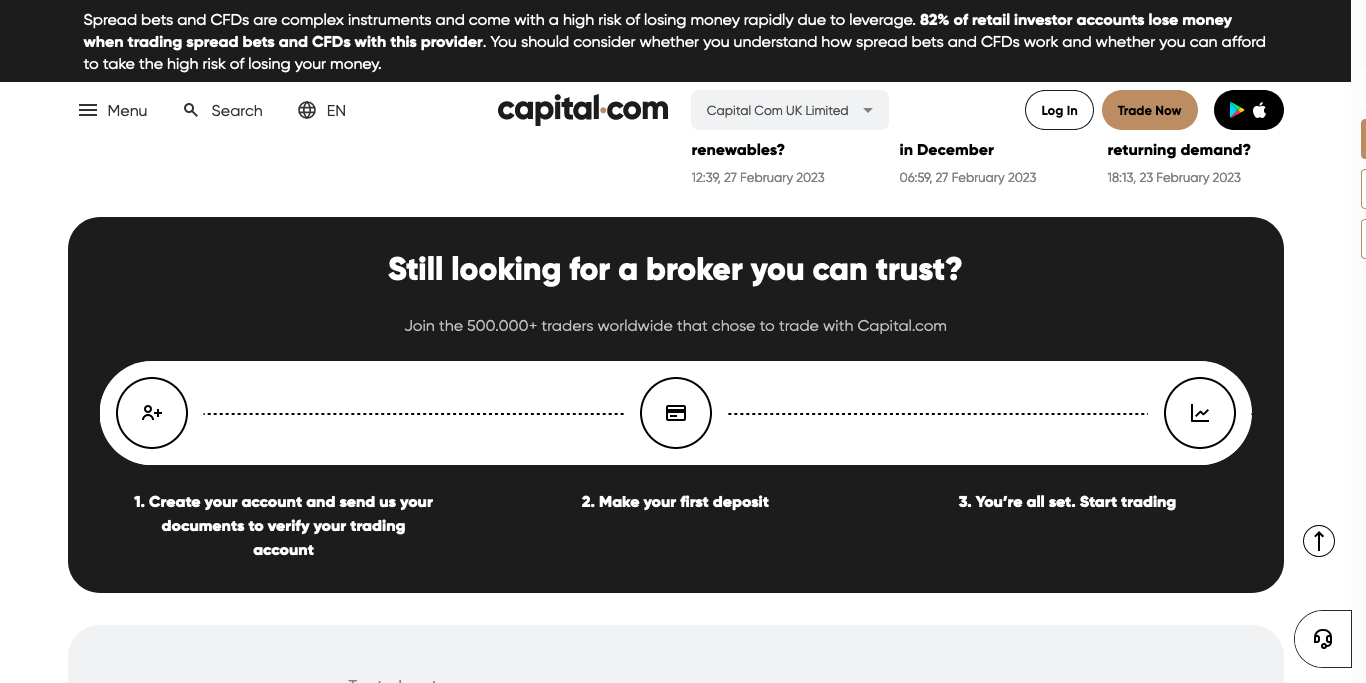 Spread bets and CFDs are complex instruments and come with a high risk of losing money rapidly due to leverage. 82% of retail investor accounts lose money
when trading spread bets and CFDs with this provider. You should consider whether you understand how spread bets and CFDs work and whether you can afford
to take the high risk of losing your money.
Menu
Search
EN
capital.com
Capital Com UK Limited
Log In
Trade Now
renewables?
in December
returning demand?
12:39, 27 February 2023
06:59, 27 February 2023
18:13, 23 February 2023
Still looking for a broker you can trust?
Join the 500.000+ traders worldwide that chose to trade with Capital.com
1. Create your account and send us your
documents to verify your trading
account
2. Make your first deposit
3. You’re all set. Start trading